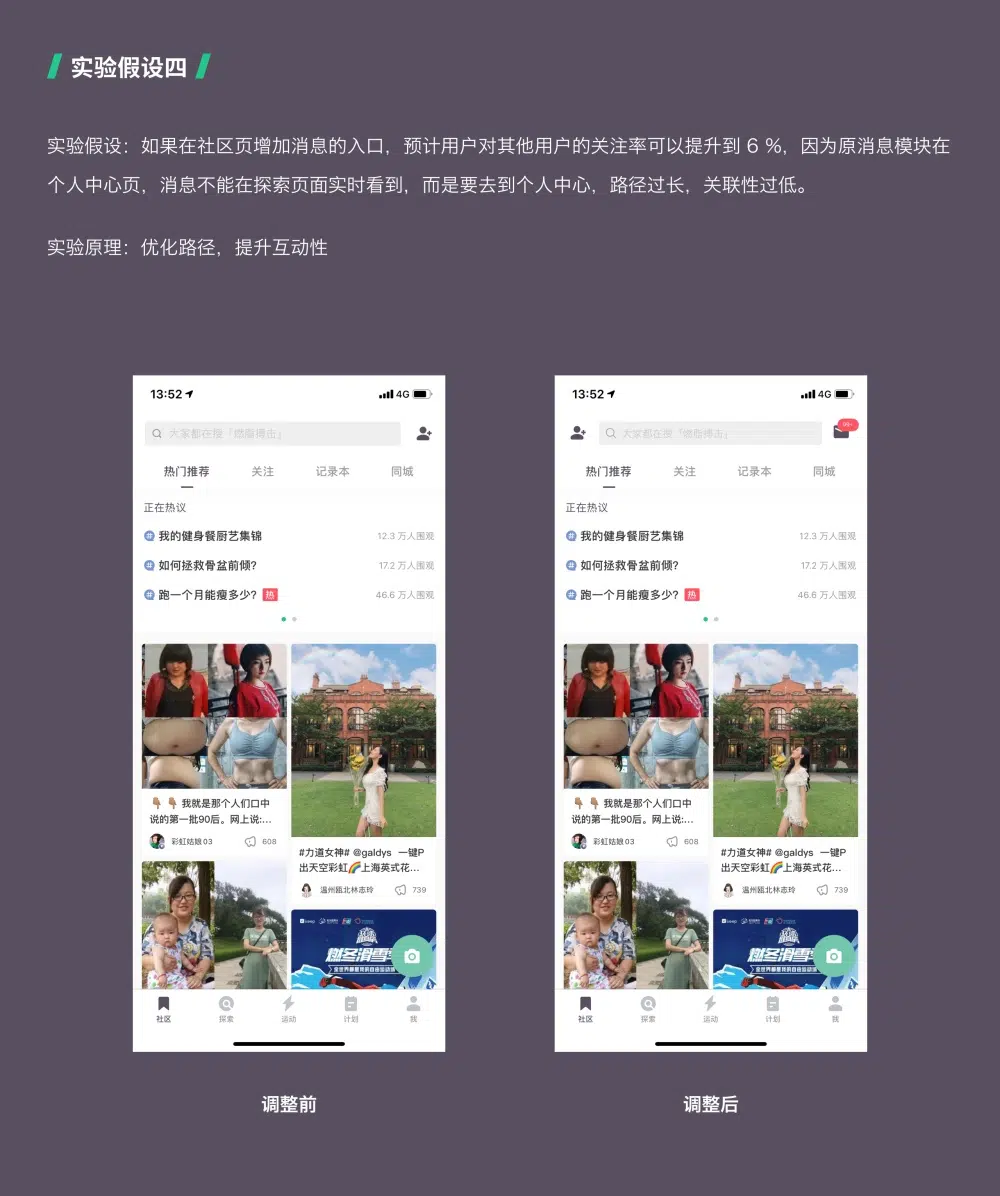 实验假设四
实验假设：如果在社区页增加消息的入口，预计用户对其他用户的关注率可以提升到 6 %，因为原消息模块在
个人中心页，消息不能在探索页面实时看到，而是要去到个人中心，路径过长，关联性过低。
实验原理：优化路径，提升互动性
13:52
4G
大家都在搜「燃脂搏击」
热门推荐 关注 记录本 同城
正在热议
# 我的健身餐厨艺集锦 12.3 万人围观
# 如何拯救骨盆前倾? 17.2 万人围观
# 跑一个月能瘦多少? 热 46.6 万人围观
👇🏽 👇🏽 我就是那个人们口中
说的第一批90后。网上说:...
彩虹姑娘03 608
#力道女神# @galdys 一键P
出天空彩虹🌈上海英式花...
温州瓯北林志玲 739
燃冬滑雪
社区 探索 运动 计划 我
调整前
13:52
4G
99+
大家都在搜「燃脂搏击」
热门推荐 关注 记录本 同城
正在热议
# 我的健身餐厨艺集锦 12.3 万人围观
# 如何拯救骨盆前倾? 17.2 万人围观
# 跑一个月能瘦多少? 热 46.6 万人围观
👇🏽 👇🏽 我就是那个人们口中
说的第一批90后。网上说:...
彩虹姑娘03 608
#力道女神# @galdys 一键P
出天空彩虹🌈上海英式花...
温州瓯北林志玲 739
燃冬滑雪
社区 探索 运动 计划 我
调整后